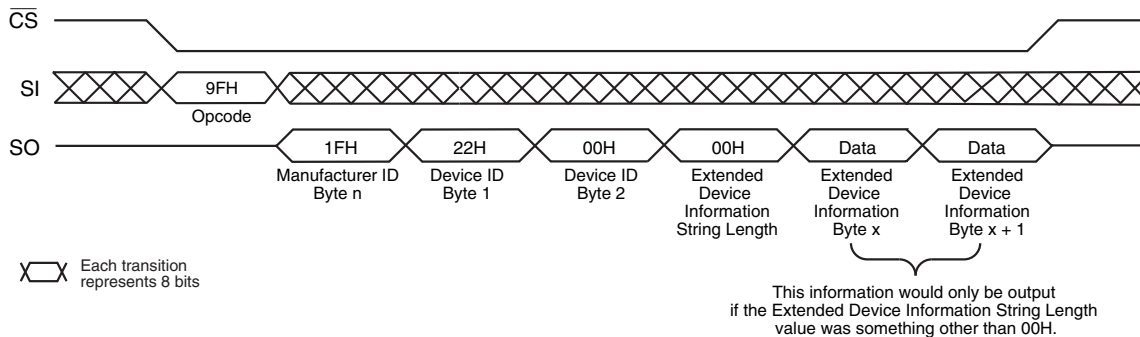 CS
SI
9FH
Opcode
SO
1FH
22H
00H
00H
Data
Data
Manufacturer ID
Byte n
Device ID
Byte 1
Device ID
Byte 2
Extended
Device
Information
String Length
Extended
Device
Information
Byte x
Extended
Device
Information
Byte x + 1
Each transition
represents 8 bits
This information would only be output
if the Extended Device Information String Length
value was something other than 00H.